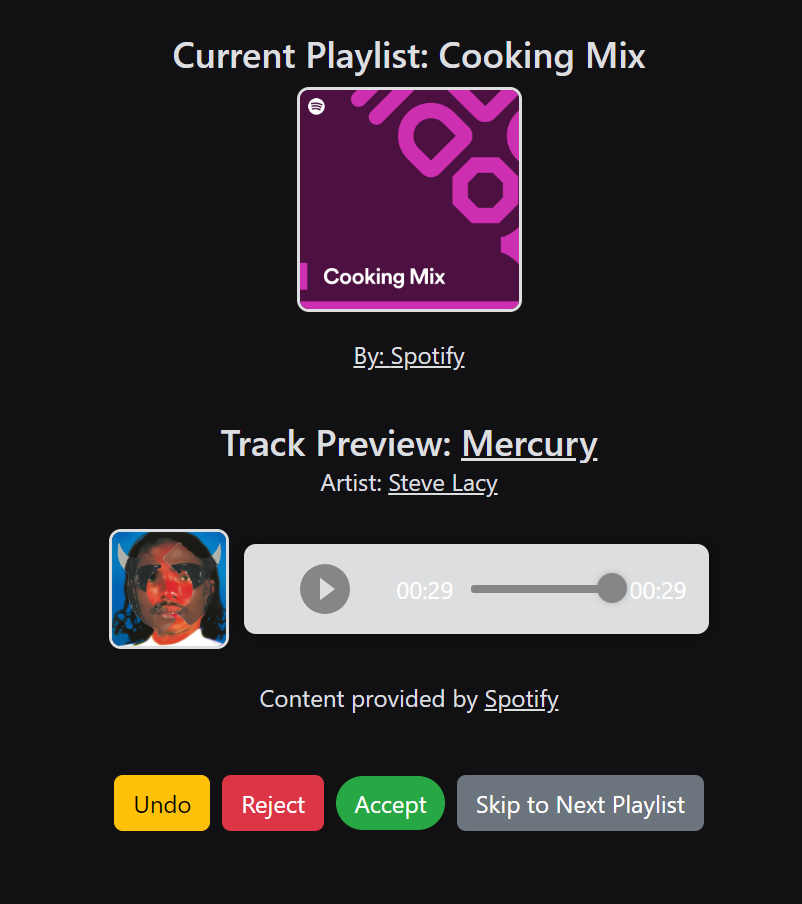 Current Playlist: Cooking Mix
Cooking Mix
By: Spotify
Track Preview: Mercury
Artist: Steve Lacy
00:29 00:29
Content provided by Spotify
Undo Reject Accept Skip to Next Playlist